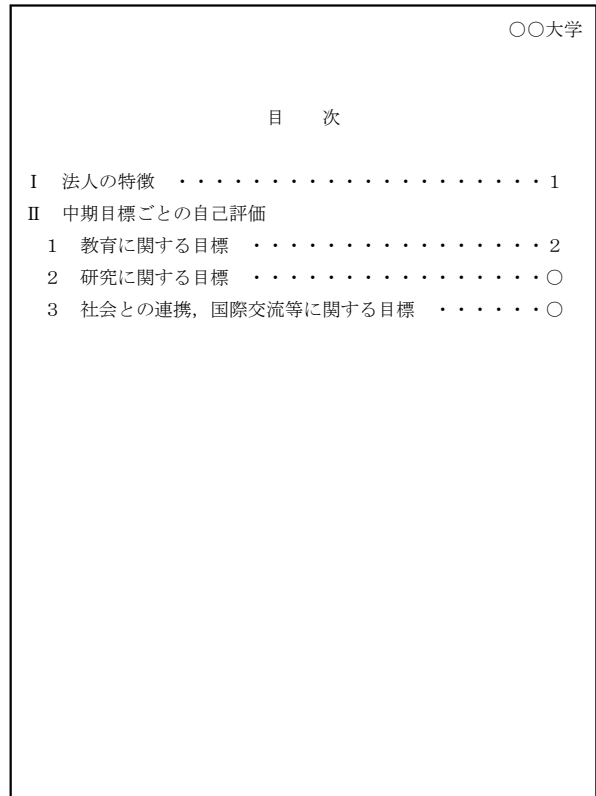 ○○大学
目　　次
Ⅰ　法人の特徴　・・・・・・・・・・・・・・・・・・・・１
Ⅱ　中期目標ごとの自己評価
１　教育に関する目標　・・・・・・・・・・・・・・・・２
２　研究に関する目標　・・・・・・・・・・・・・・・・○
３　社会との連携，国際交流等に関する目標　・・・・・・○